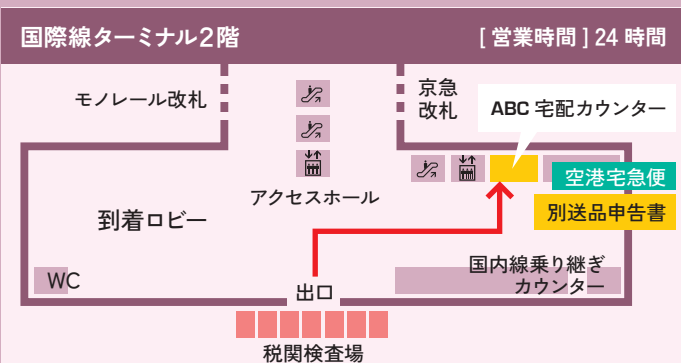 国際線ターミナル2階
[ 営業時間 ] 24 時間
モノレール改札
京急
改札
ABC 宅配カウンター
アクセスホール
空港宅急便
別送品申告書
到着ロビー
国内線乗り継ぎ
カウンター
WC
出口
税関検査場